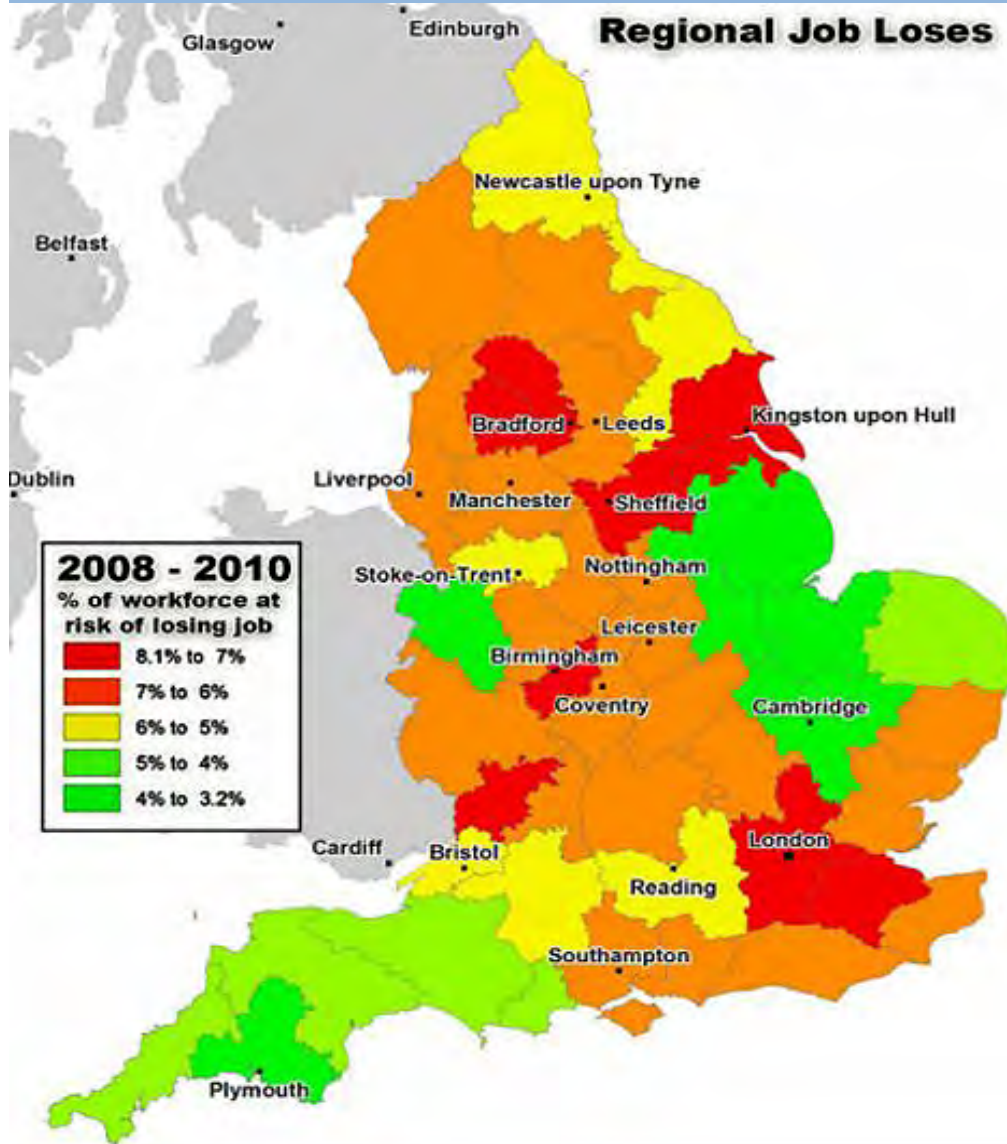 Regional Job Loses
Glasgow
Edinburgh
Newcastle upon Tyne
Belfast
Bradford
Leeds
Kingston upon Hull
Dublin
Liverpool
Manchester
Sheffield
2008 - 2010
% of workforce at
risk of losing job
8.1% to 7%
7% to 6%
6% to 5%
5% to 4%
4% to 3.2%
Stoke-on-Trent
Nottingham
Leicester
Birmingham
Coventry
Cambridge
Cardiff
Bristol
London
Reading
Southampton
Plymouth